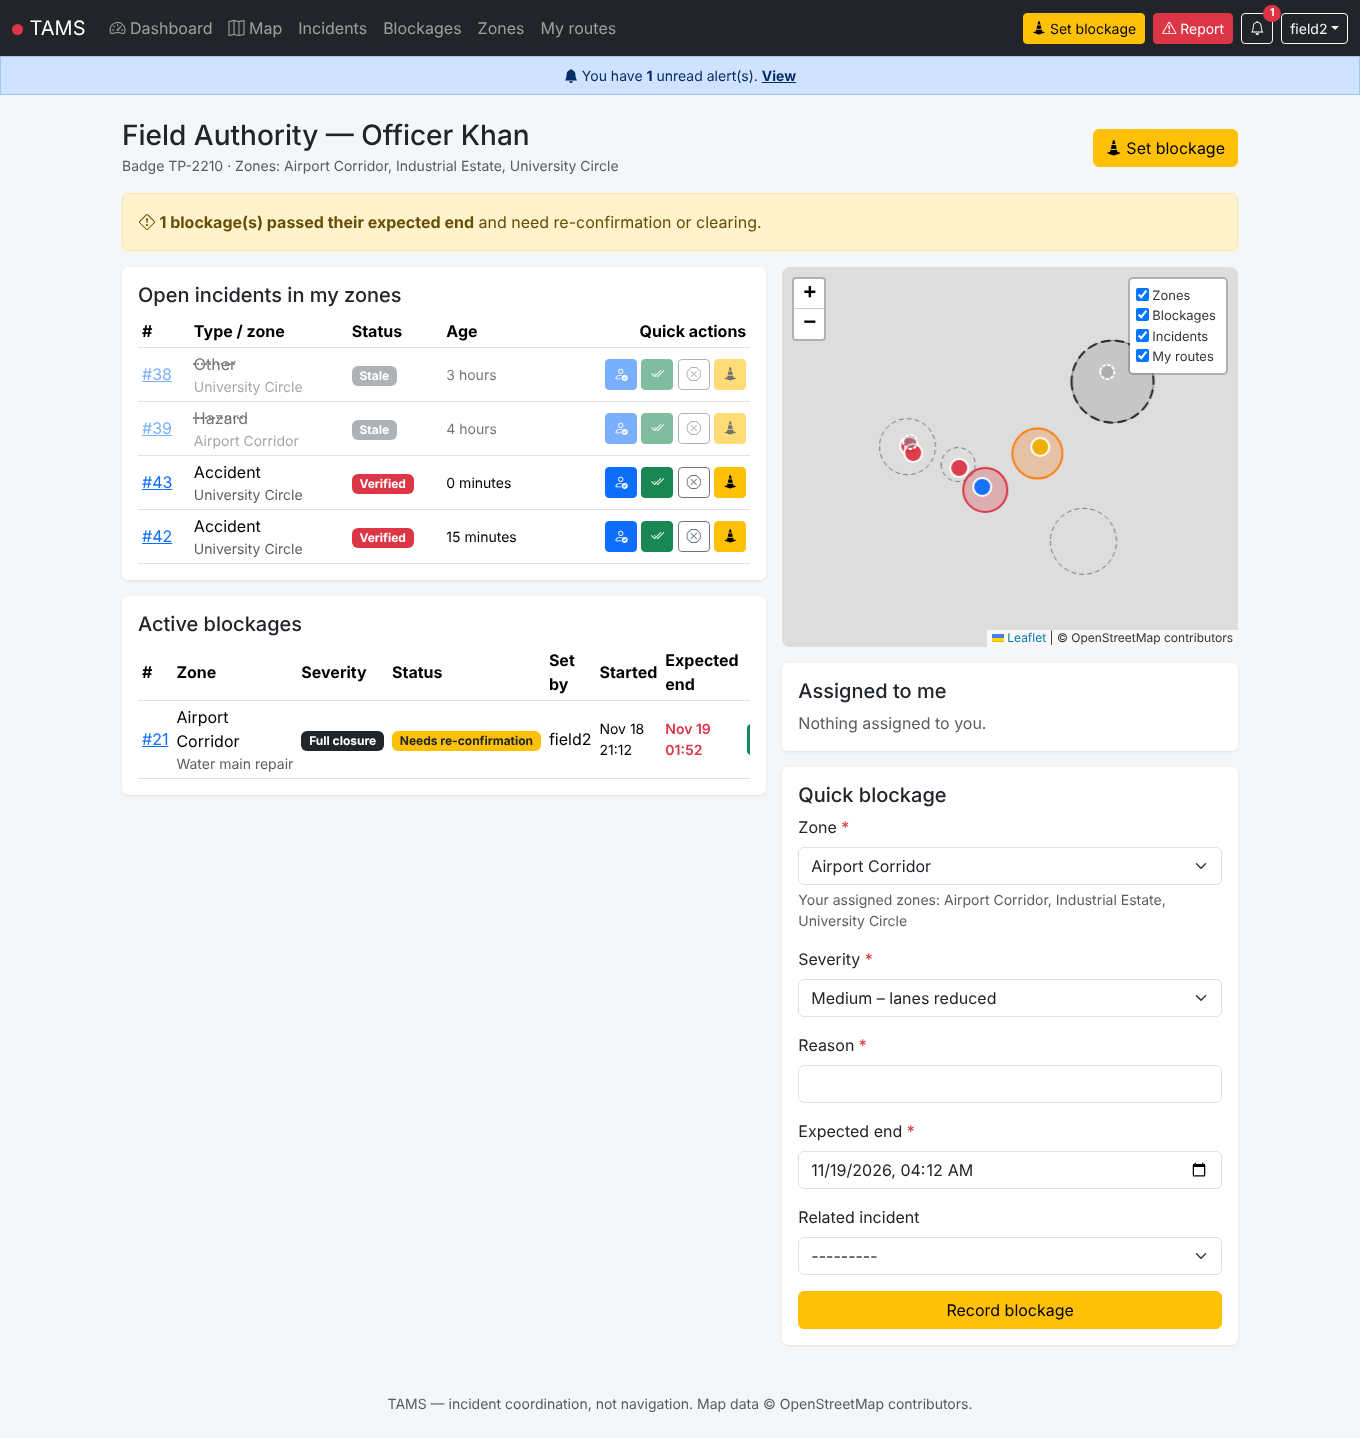 TAMS Dashboard Map Incidents Blockages Zones My routes Set blockage Report 1 field2
You have 1 unread alert(s). View
Field Authority — Officer Khan
Badge TP-2210 · Zones: Airport Corridor, Industrial Estate, University Circle
Set blockage
1 blockage(s) passed their expected end and need re-confirmation or clearing.
Open incidents in my zones
# Type / zone Status Age Quick actions
#38 Other Stale 3 hours
University Circle
#39 Hazard Stale 4 hours
Airport Corridor
#43 Accident Verified 0 minutes
University Circle
#42 Accident Verified 15 minutes
University Circle
Active blockages
# Zone Severity Status Set by Started Expected end
#21 Airport Corridor Full closure Needs re-confirmation field2 Nov 18 21:12 Nov 19 01:52
Water main repair
+
−
Zones
Blockages
Incidents
My routes
Leaflet | © OpenStreetMap contributors
Assigned to me
Nothing assigned to you.
Quick blockage
Zone *
Airport Corridor
Your assigned zones: Airport Corridor, Industrial Estate,
University Circle
Severity *
Medium – lanes reduced
Reason *
Expected end *
11/19/2026, 04:12 AM
Related incident
---------
Record blockage
TAMS — incident coordination, not navigation. Map data © OpenStreetMap contributors.